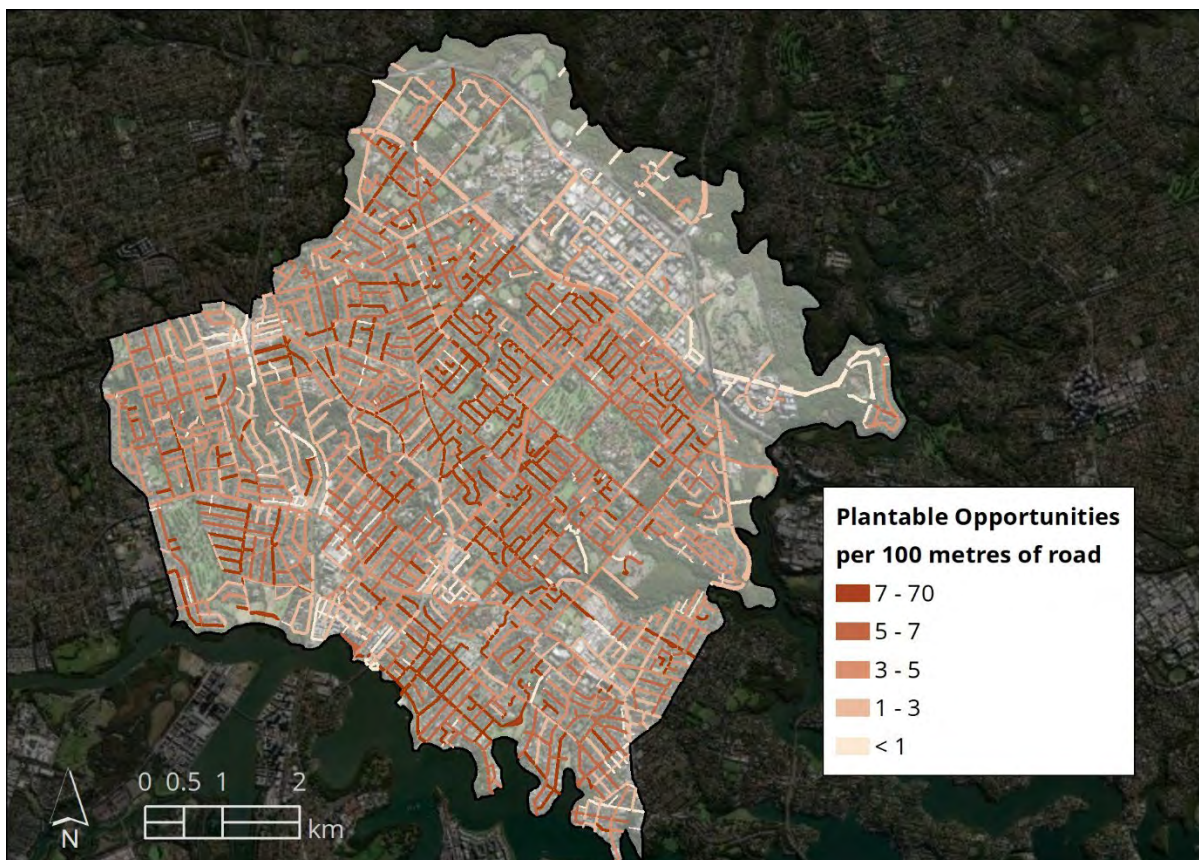 Plantable Opportunities
per 100 metres of road
7 - 70
5 - 7
3 - 5
1 - 3
< 1
0 0.5 1 2
km
N